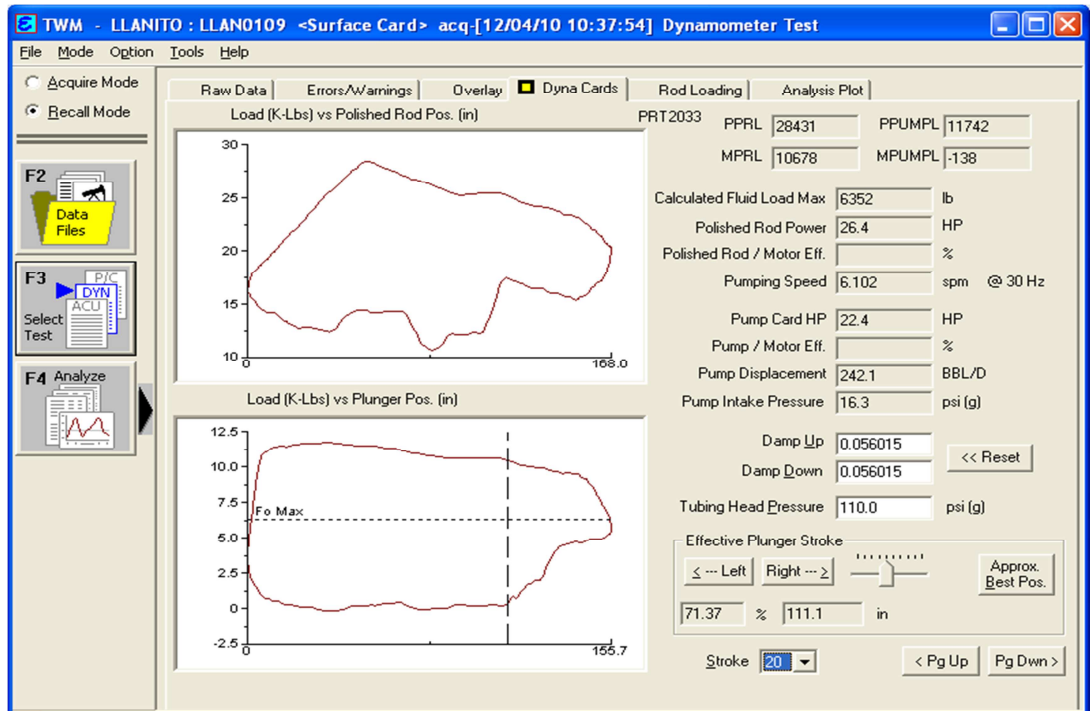 TWM - LLANITO : LLAN0109 <Surface Card> acq-[12/04/10 10:37:54] Dynamometer Test
File Mode Option Tools Help
Acquire Mode
Recall Mode
F2
Data
Files
F3
P/C
DYN
ACU
Select
Test
F4 Analyze
Raw Data
Errors/Warnings
Overlay
Dyna Cards
Rod Loading
Analysis Plot
Load (K-Lbs) vs Polished Rod Pos. (in)
30
25
20
15
10
0
168.0
Load (K-Lbs) vs Plunger Pos. (in)
12.5
10.0
7.5
Fo Max
5.0
2.5
0
-2.5
0
155.7
PRT2033
PPRL 28431 PPUMPL 11742
MPRL 10678 MPUMPL -138
Calculated Fluid Load Max 6352 lb
Polished Rod Power 26.4 HP
Polished Rod / Motor Eff. %
Pumping Speed 6.102 spm @ 30 Hz
Pump Card HP 22.4 HP
Pump / Motor Eff. %
Pump Displacement 242.1 BBL/D
Pump Intake Pressure 16.3 psi (g)
Damp Up 0.056015
Damp Down 0.056015
<< Reset
Tubing Head Pressure 110.0 psi (g)
Effective Plunger Stroke
< --- Left Right --- >
Approx.
Best Pos.
71.37 % 111.1 in
Stroke 20
< Pg Up Pg Dwn >